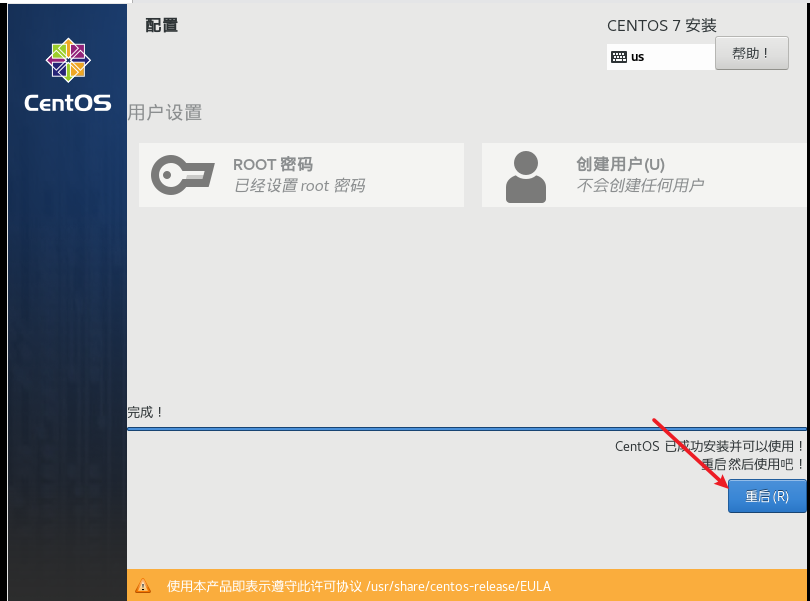 CentOS
配置
CENTOS 7 安装
us
帮助！
用户设置
ROOT 密码
已经设置 root 密码
创建用户(U)
不会创建任何用户
完成！
CentOS 已成功安装并可以使用！
重启然后使用吧！
重启(R)
使用本产品即表示遵守此许可协议 /usr/share/centos-release/EULA